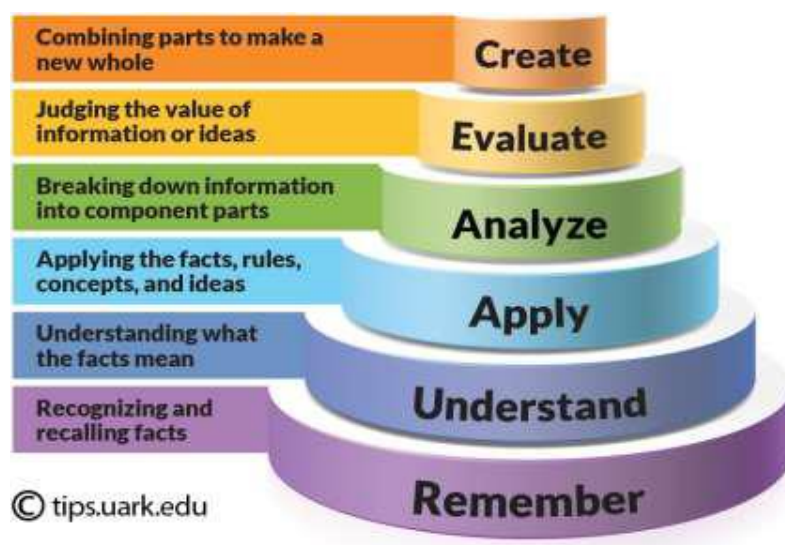 Combining parts to make a
new whole
Create
Judging the value of
information or ideas
Evaluate
Breaking down information
into component parts
Analyze
Applying the facts, rules,
concepts, and ideas
Apply
Understanding what
the facts mean
Understand
Recognizing and
recalling facts
Remember
© tips.uark.edu